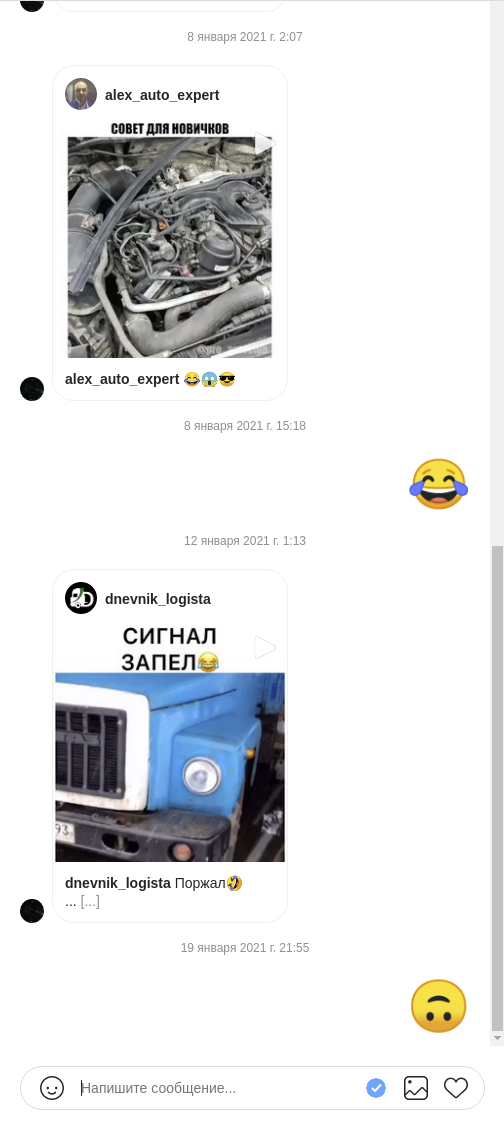 8 января 2021 г. 2:07
alex_auto_expert
СОВЕТ ДЛЯ НОВИЧКОВ
alex_auto_expert 😂😱😎
8 января 2021 г. 15:18
😂
12 января 2021 г. 1:13
dnevnik_logista
СИГНАЛ
ЗАПЕЛ😂
93
dnevnik_logista Поржал🤣
... [...]
19 января 2021 г. 21:55
🙃
Напишите сообщение...